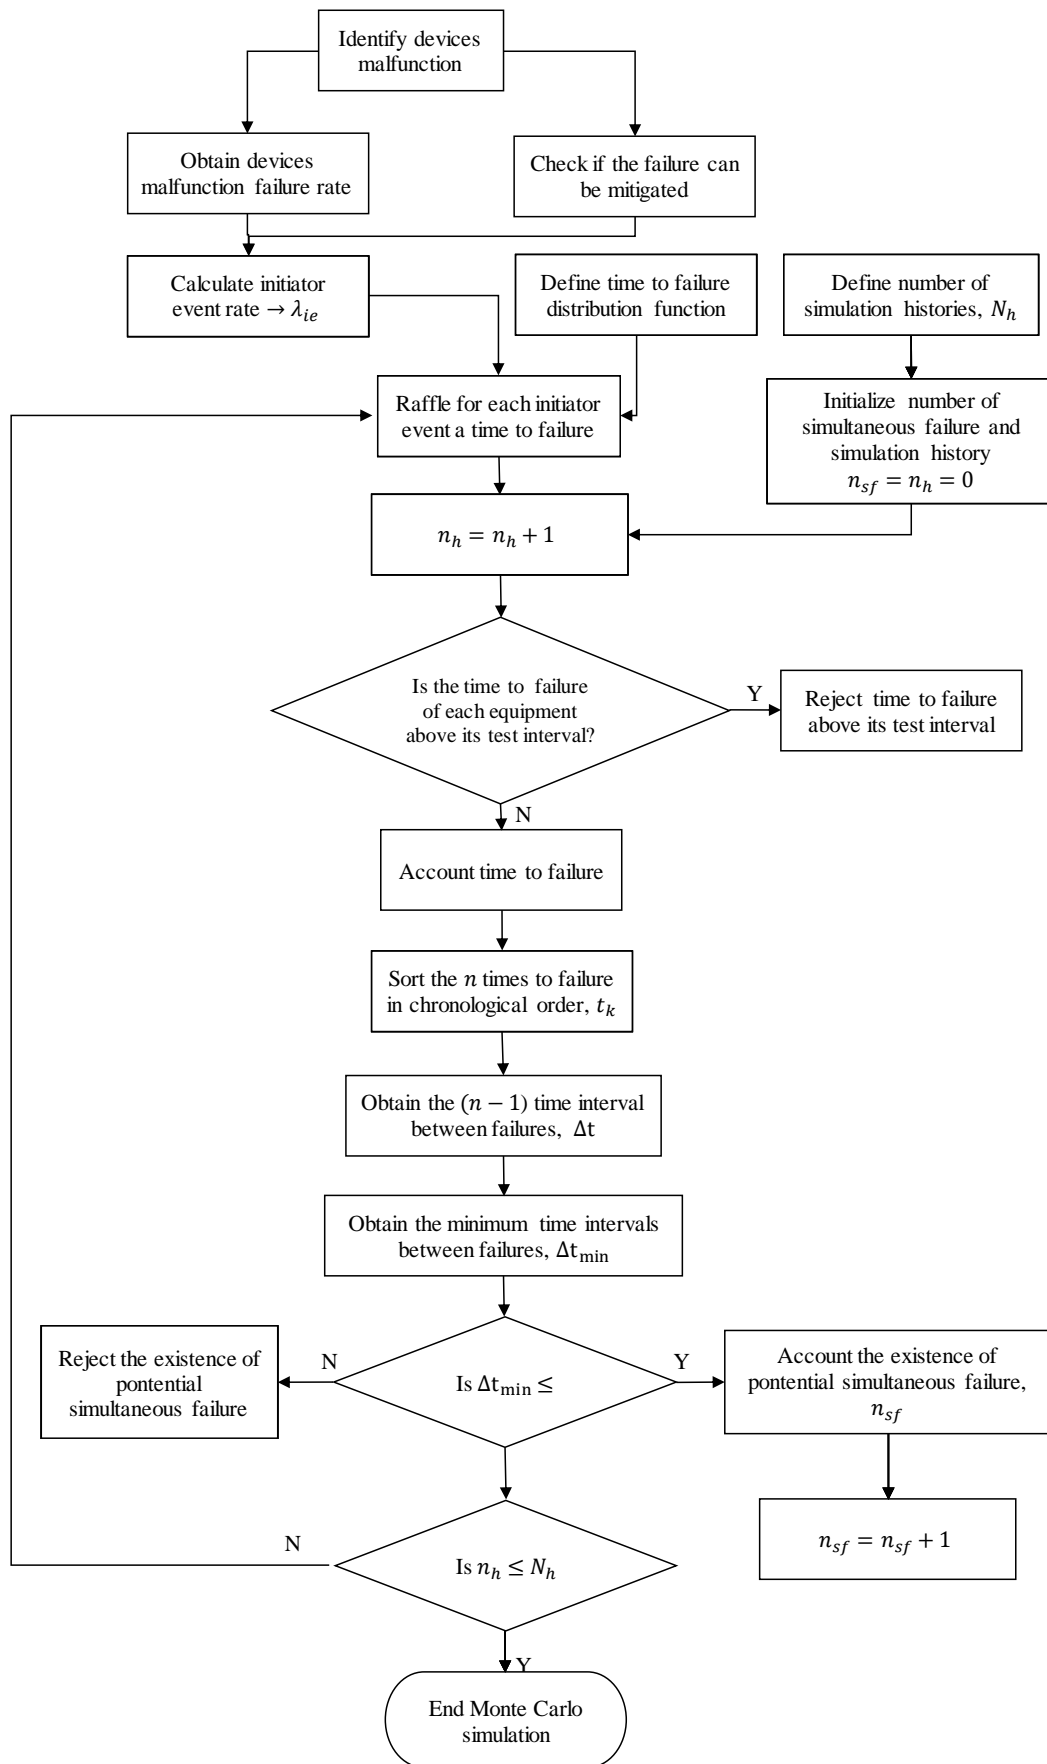 Identify devices
malfunction
Obtain devices
malfunction failure rate
Check if the failure can
be mitigated
Calculate initiator
event rate → λ_ie
Define time to failure
distribution function
Define number of
simulation histories, N_h
Raffle for each initiator
event a time to failure
Initialize number of
simultaneous failure and
simulation history
n_sf = n_h = 0
n_h = n_h + 1
Is the time to failure
of each equipment
above its test interval?
Y
Reject time to failure
above its test interval
N
Account time to failure
Sort the n times to failure
in chronological order, t_k
Obtain the (n − 1) time interval
between failures, Δt
Obtain the minimum time intervals
between failures, Δt_min
Reject the existence of
pontential
simultaneous failure
N
Is Δt_min ≤
Y
Account the existence of
pontential simultaneous failure,
n_sf
n_sf = n_sf + 1
N
Is n_h ≤ N_h
Y
End Monte Carlo
simulation